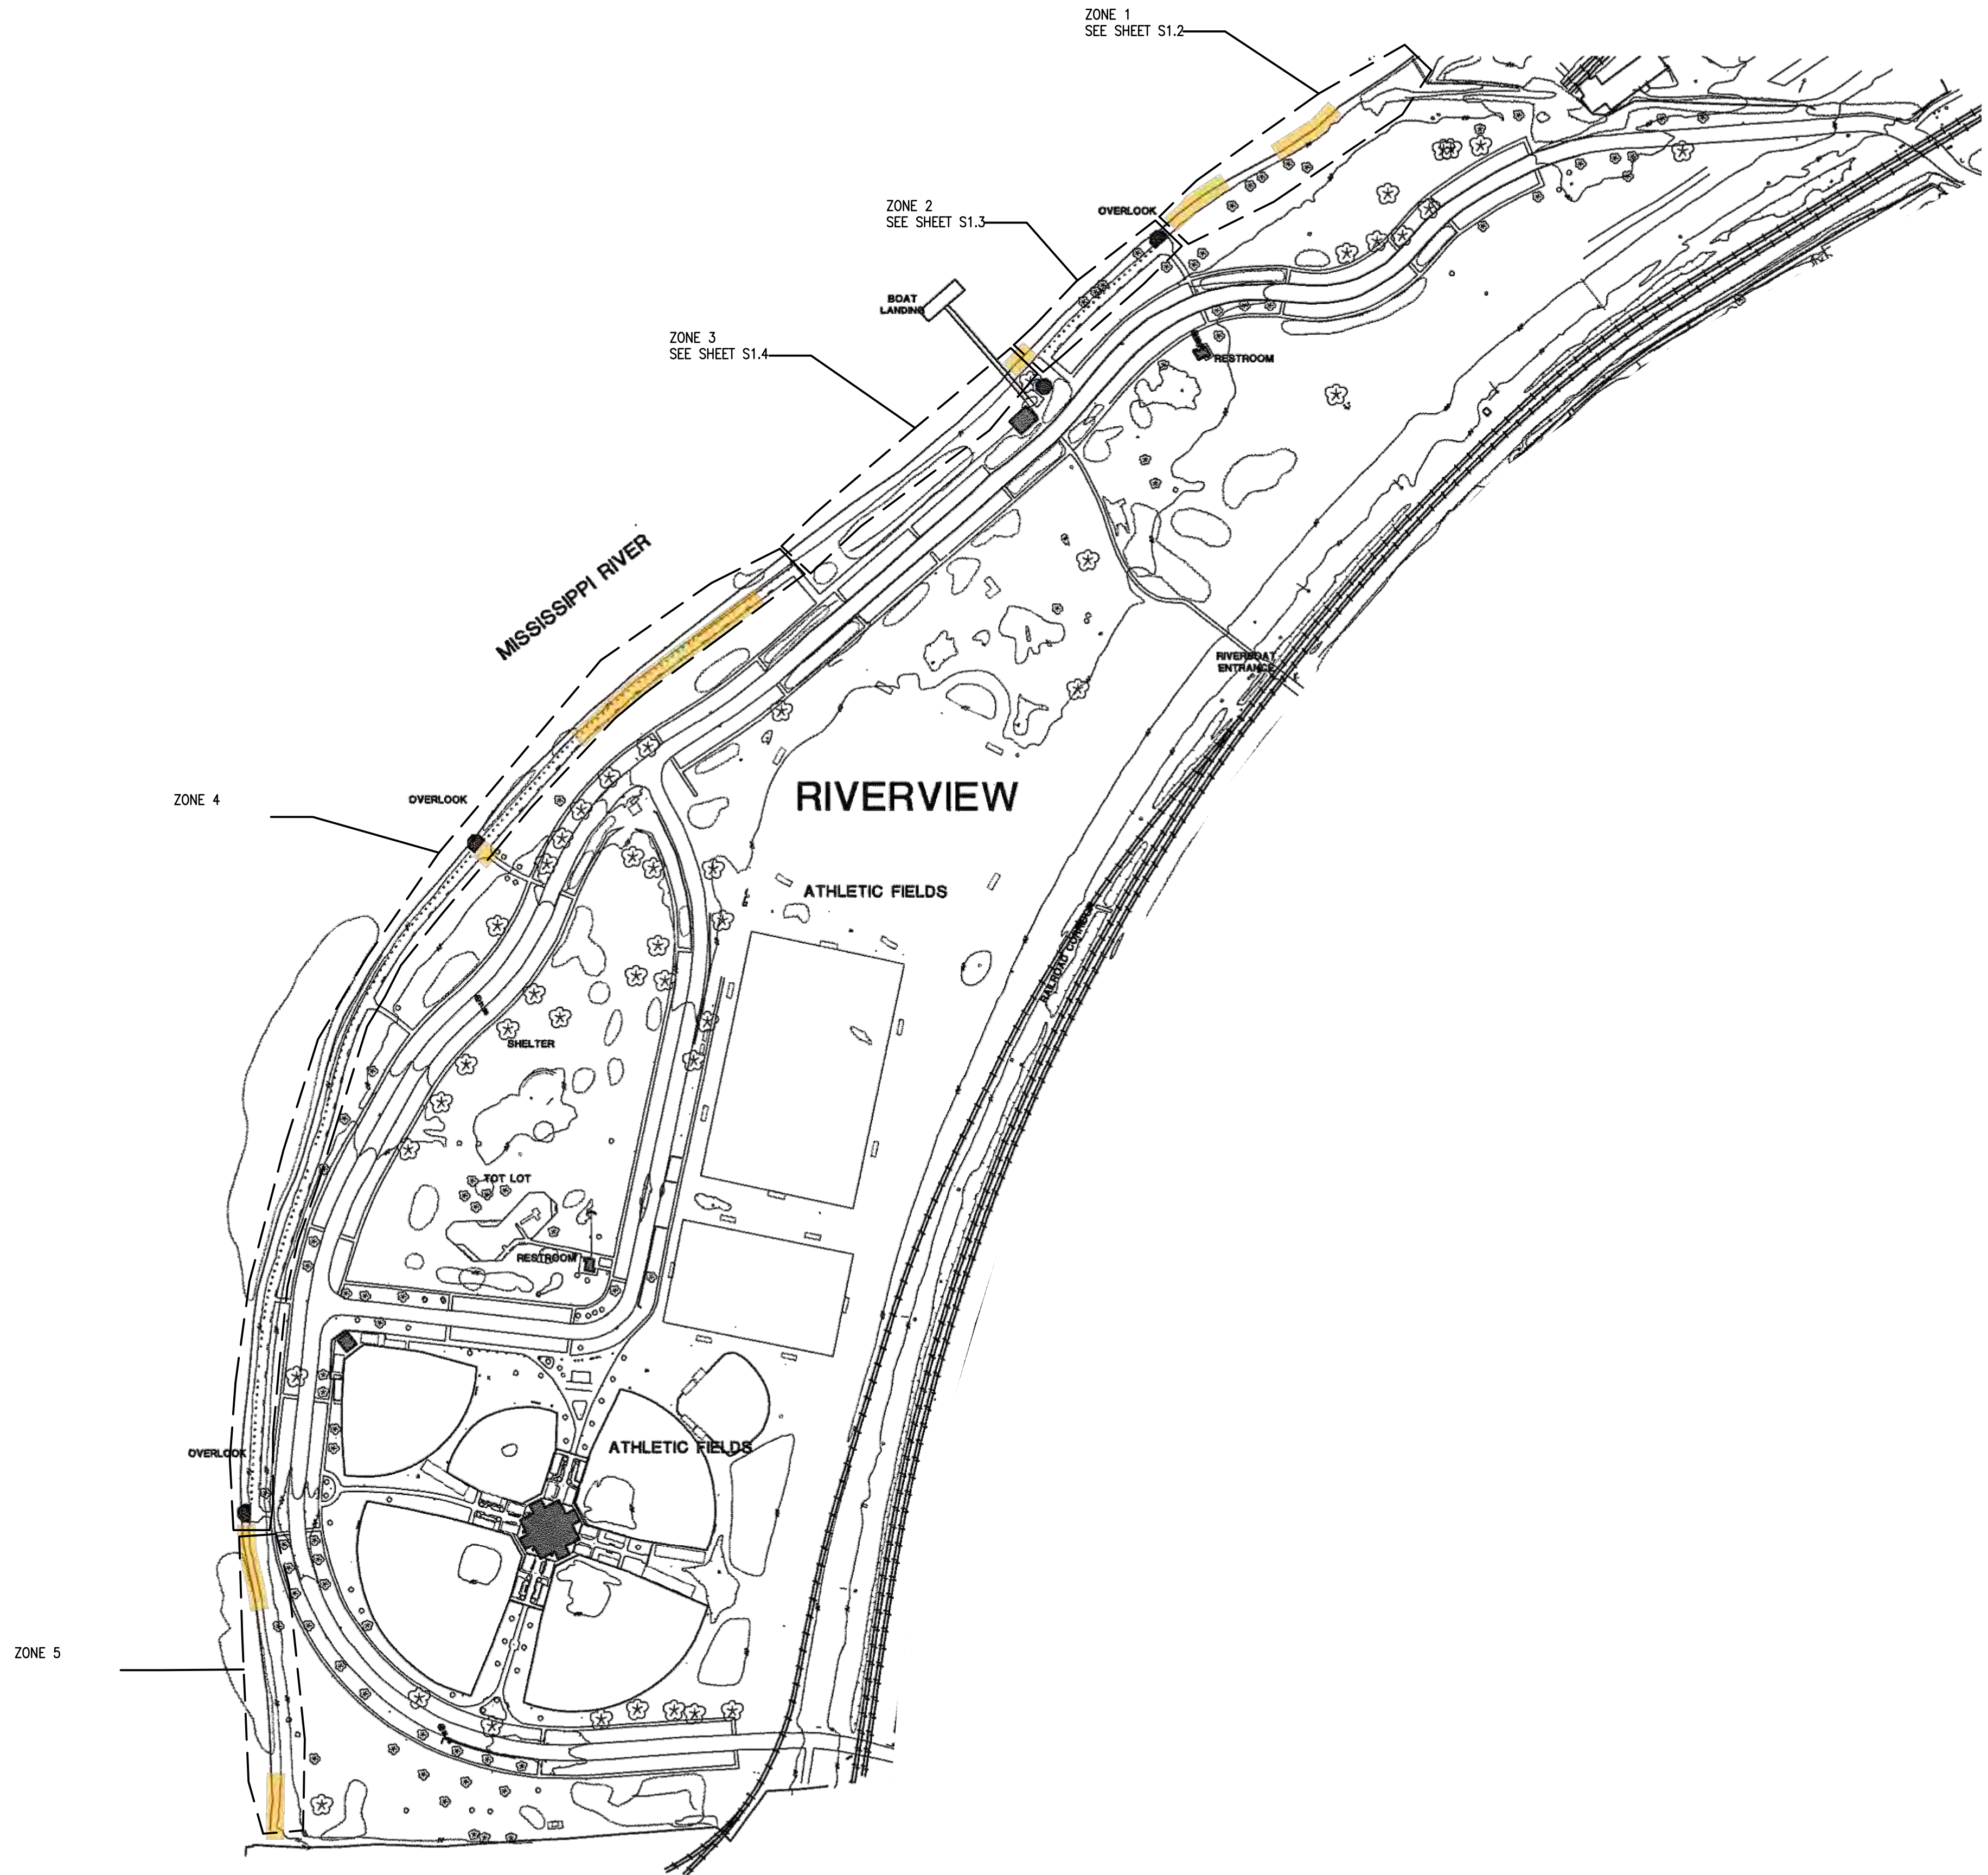 ZONE 1
SEE SHEET S1.2
ZONE 2
SEE SHEET S1.3
OVERLOOK
BOAT
LANDING
ZONE 3
SEE SHEET S1.4
RESTROOM
MISSISSIPPI RIVER
RIVERBOAT
ENTRANCE
RIVERVIEW
ZONE 4
OVERLOOK
ATHLETIC FIELDS
RAILROAD CORRIDOR
SHELTER
TOT LOT
RESTROOM
ATHLETIC FIELDS
OVERLOOK
ZONE 5